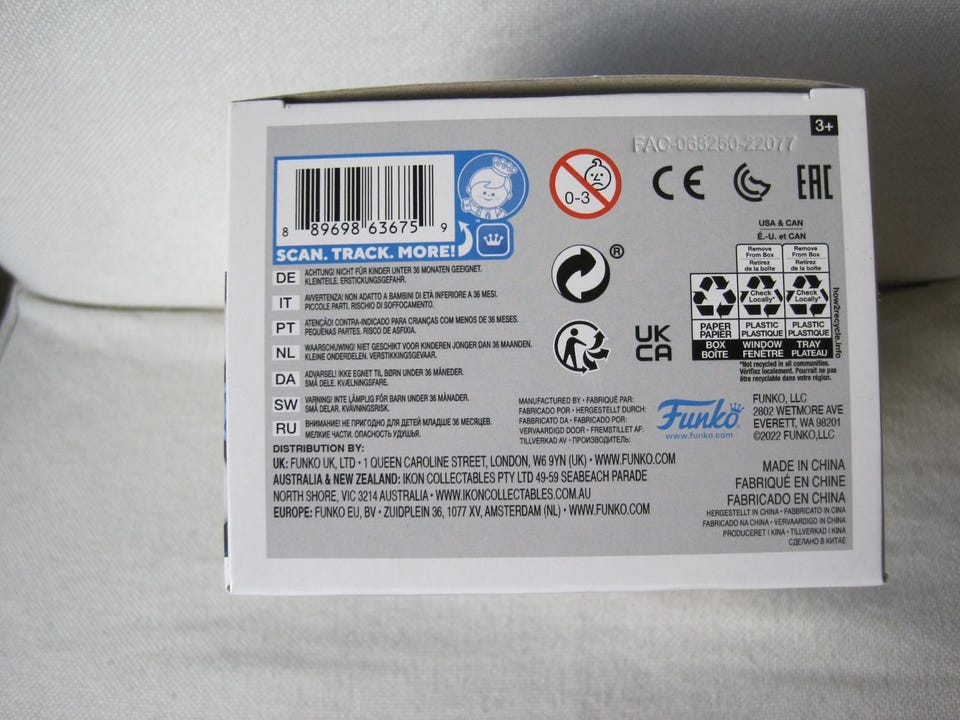 3+
FAC-068250-22077
8 89698 63675 9
SCAN. TRACK. MORE!
0-3
CE
EAC
®
UK
CA
USA & CAN
É.-U. et CAN
Remove From Box
Retirez de la boîte
Remove From Box
Retirez de la boîte
Check Locally*
Check Locally*
PAPER
PAPIER
PLASTIC
PLASTIQUE
PLASTIC
PLASTIQUE
BOX
BOÎTE
WINDOW
FENÊTRE
TRAY
PLATEAU
how2recycle.info
*Not recycled in all communities.
Vérifiez localement. Pourrait ne pas
être recyclable dans votre région.
DE ACHTUNG! NICHT FÜR KINDER UNTER 36 MONATEN GEEIGNET.
KLEINTEILE. ERSTICKUNGSGEFAHR.
IT AVVERTENZA! NON ADATTO A BAMBINI DI ETÀ INFERIORE A 36 MESI.
PICCOLE PARTI. RISCHIO DI SOFFOCAMENTO.
PT ATENÇÃO! CONTRA-INDICADO PARA CRIANÇAS COM MENOS DE 36 MESES.
PEQUENAS PARTES. RISCO DE ASFIXIA.
NL WAARSCHUWING! NIET GESCHIKT VOOR KINDEREN JONGER DAN 36 MAANDEN.
KLEINE ONDERDELEN. VERSTIKKINGSGEVAAR.
DA ADVARSEL! IKKE EGNET TIL BØRN UNDER 36 MÅNEDER.
SMÅ DELE. KVÆLNINGSFARE.
SW VARNING! INTE LÄMPLIG FÖR BARN UNDER 36 MÅNADER.
SMÅ DELAR. KVÄVNINGSRISK.
RU ВНИМАНИЕ! НЕ ПРИГОДНО ДЛЯ ДЕТЕЙ МЛАДШЕ 36 МЕСЯЦЕВ.
МЕЛКИЕ ЧАСТИ. ОПАСНОСТЬ УДУШЬЯ.
MANUFACTURED BY • FABRIQUÉ PAR:
FABRICADO POR • HERGESTELLT DURCH:
FABBRICATO DA • FABRICADO POR:
VERVAARDIGD DOOR • FREMSTILLET AF:
TILLVERKAD AV • ПРОИЗВОДИТЕЛЬ:
Funko
www.funko.com
FUNKO, LLC
2802 WETMORE AVE
EVERETT, WA 98201
©2022 FUNKO,LLC
DISTRIBUTION BY:
UK: FUNKO UK, LTD • 1 QUEEN CAROLINE STREET, LONDON, W6 9YN (UK) • WWW.FUNKO.COM
AUSTRALIA & NEW ZEALAND: IKON COLLECTABLES PTY LTD 49-59 SEABEACH PARADE
NORTH SHORE, VIC 3214 AUSTRALIA • WWW.IKONCOLLECTABLES.COM.AU
EUROPE: FUNKO EU, BV • ZUIDPLEIN 36, 1077 XV, AMSTERDAM (NL) • WWW.FUNKO.COM
MADE IN CHINA
FABRIQUÉ EN CHINE
FABRICADO EN CHINA
HERGESTELLT IN CHINA • FABBRICATO IN CINA
FABRICADO NA CHINA • VERVAARDIGD IN CHINA
PRODUCERET I KINA • TILLVERKAD I KINA
СДЕЛАНО В КИТАЕ